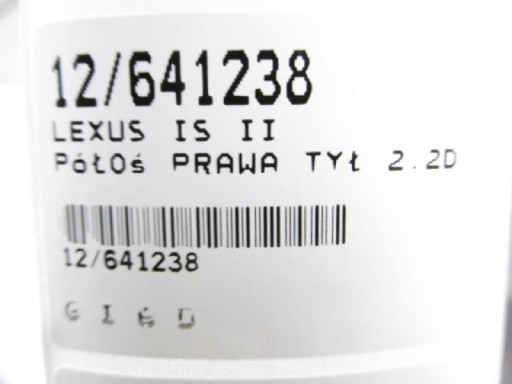 12/641238
LEXUS IS II
PÓŁOŚ PRAWA TYŁ 2.2D
12/641238